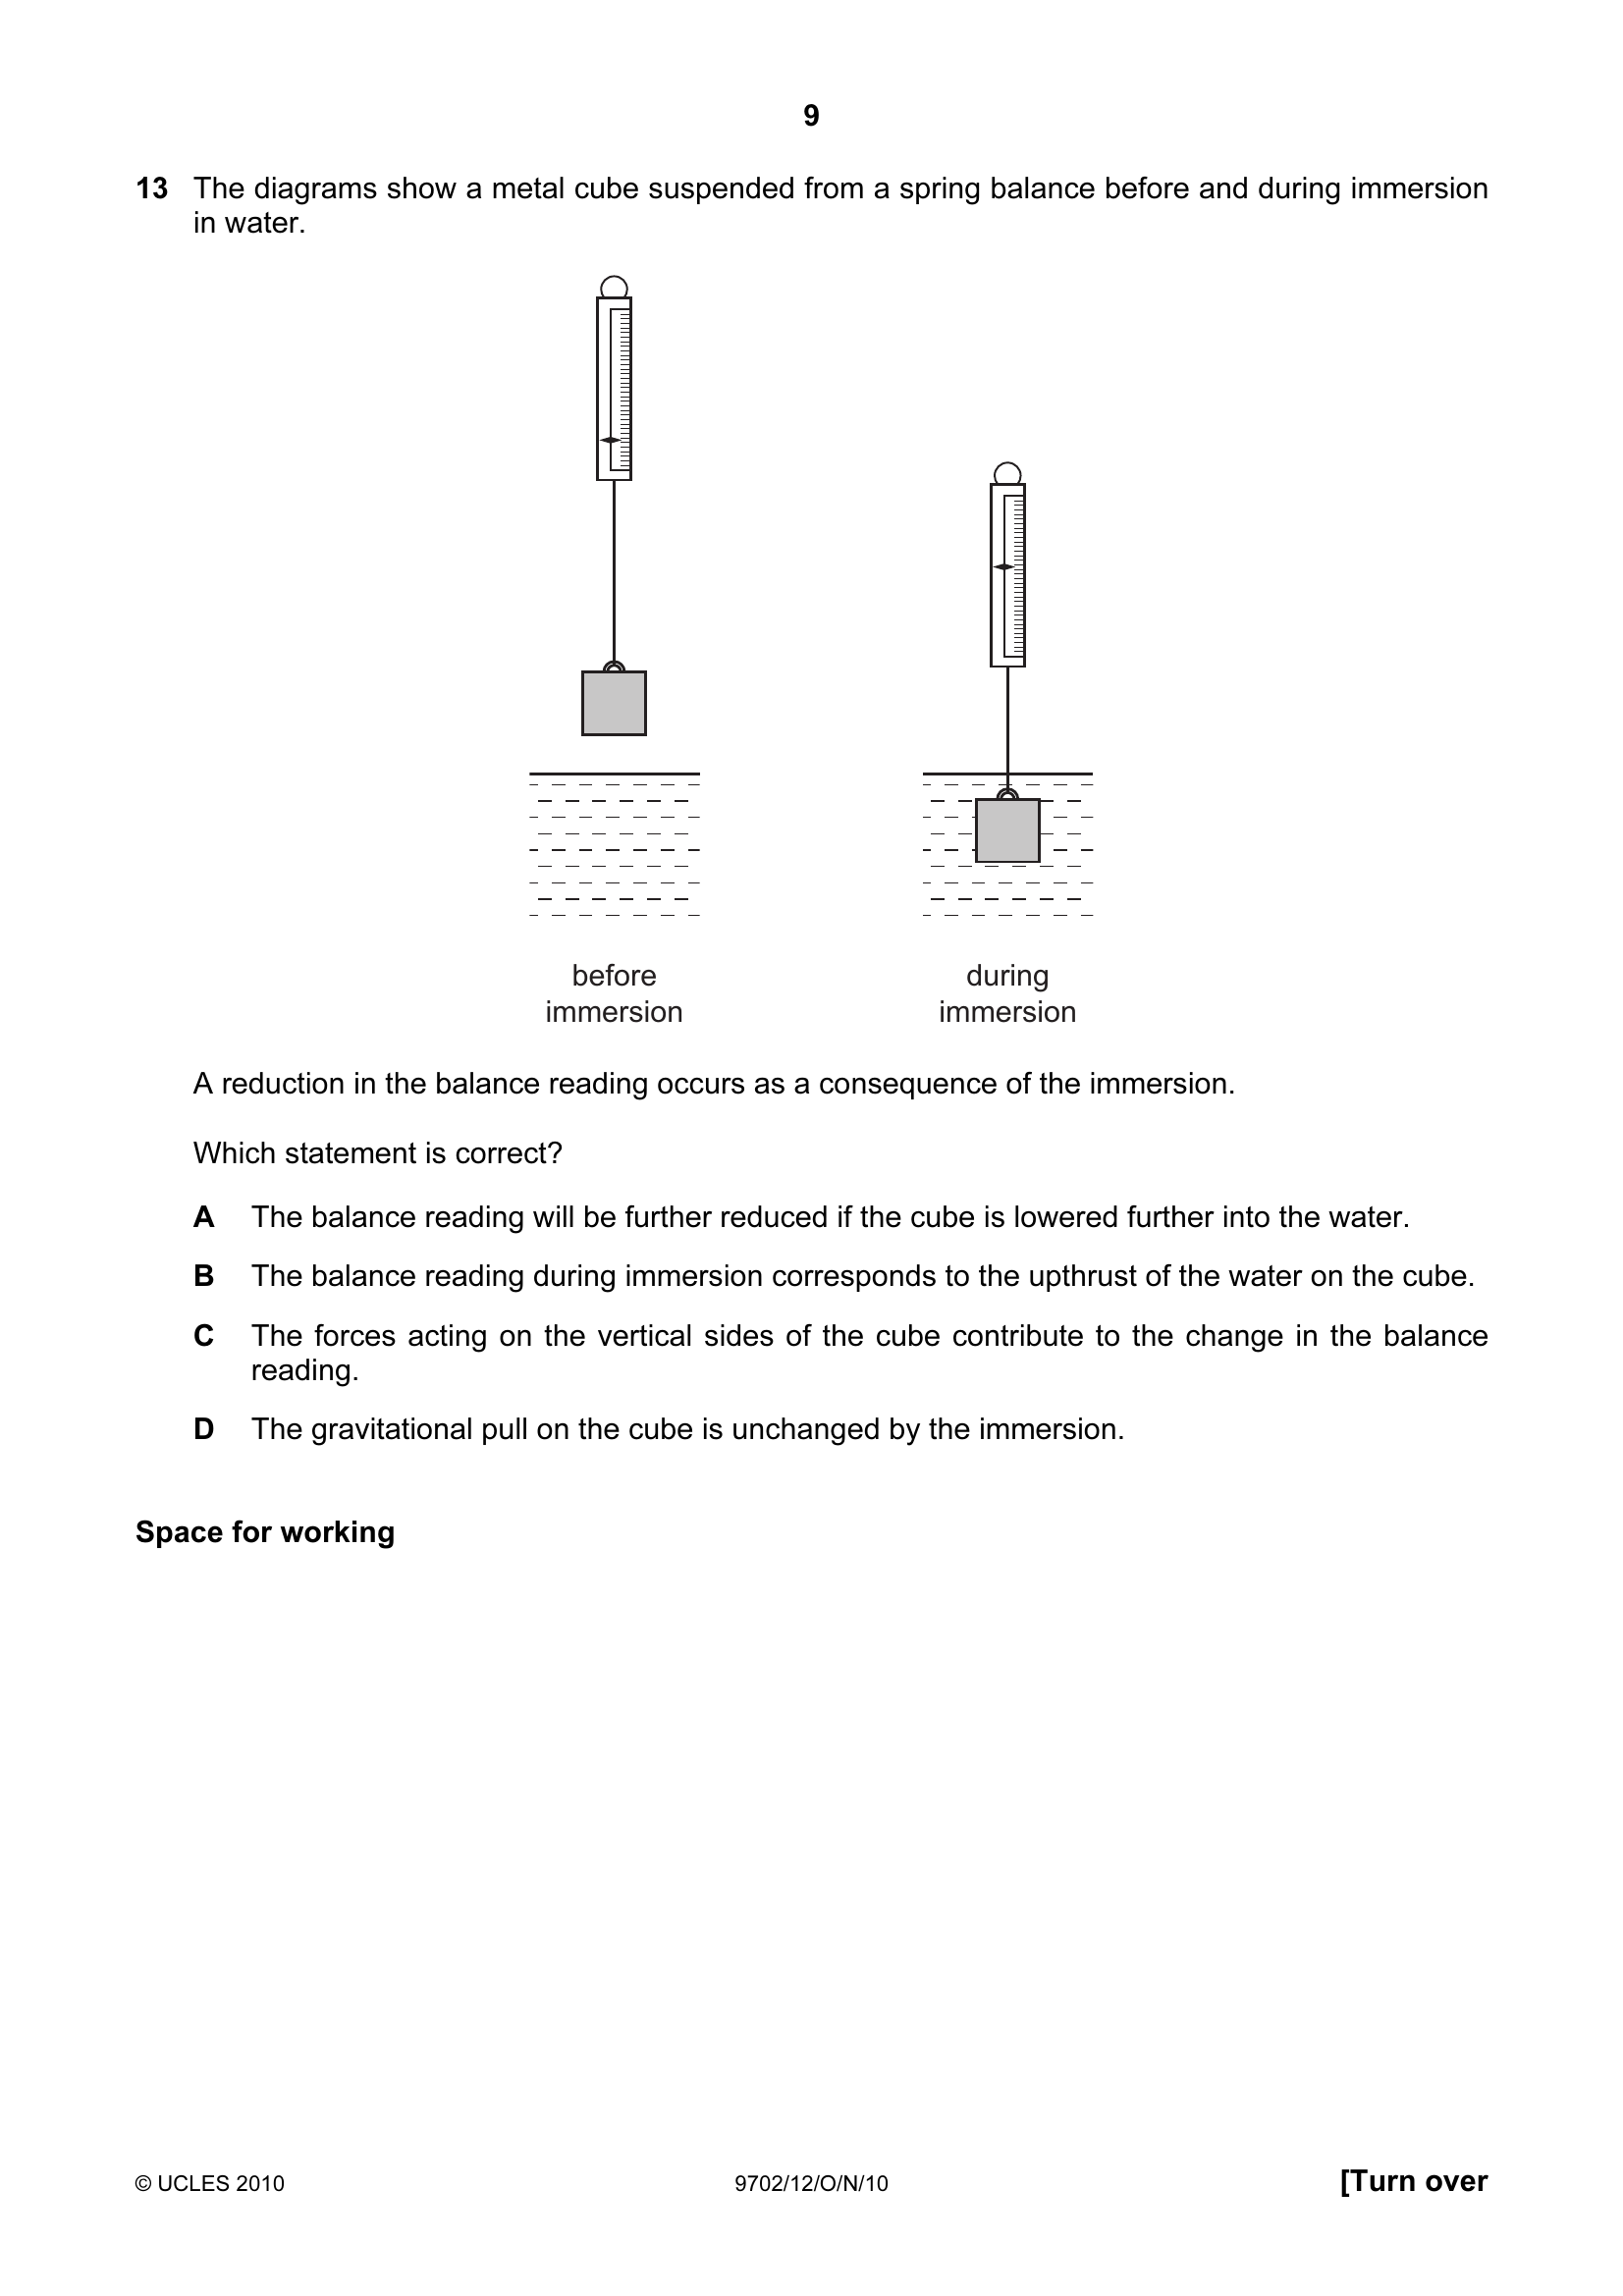 9
13 The diagrams show a metal cube suspended from a spring balance before and during immersion
in water.
before
immersion
during
immersion
A reduction in the balance reading occurs as a consequence of the immersion.
Which statement is correct?
A The balance reading will be further reduced if the cube is lowered further into the water.
B The balance reading during immersion corresponds to the upthrust of the water on the cube.
C The forces acting on the vertical sides of the cube contribute to the change in the balance
reading.
D The gravitational pull on the cube is unchanged by the immersion.
Space for working
© UCLES 2010 9702/12/O/N/10 [Turn over